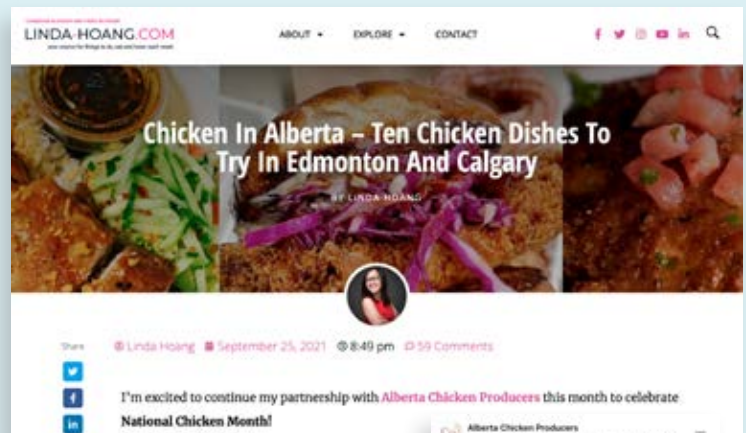 LINDA-HOANG.COM
ABOUT
EXPLORE
CONTACT
Chicken In Alberta – Ten Chicken Dishes To
Try In Edmonton And Calgary
BY LINDA HOANG
Share
Linda Hoang September 25, 2021 8:49 pm 59 Comments
I'm excited to continue my partnership with Alberta Chicken Producers this month to celebrate
National Chicken Month!
Alberta Chicken Producers